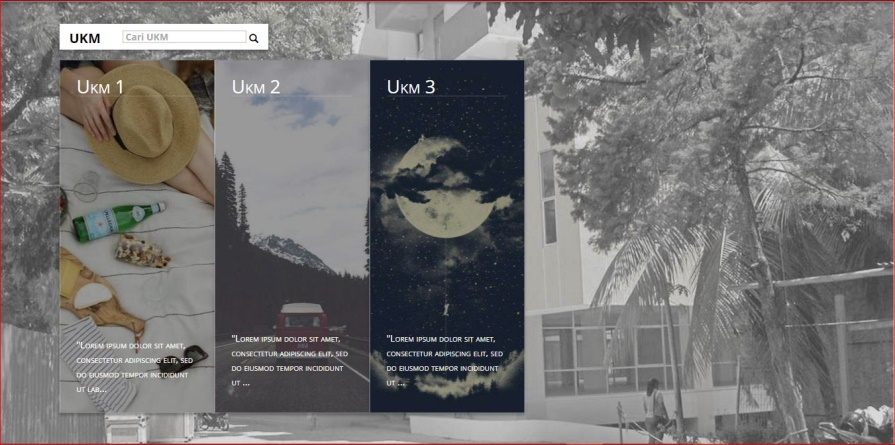 UKM
Cari UKM
Ukm 1
Ukm 2
Ukm 3
"Lorem ipsum dolor sit amet,
consectetur adipiscing elit, sed
do eiusmod tempor incididunt
ut lab...
"Lorem ipsum dolor sit amet,
consectetur adipiscing elit, sed
do eiusmod tempor incididunt
ut ...
"Lorem ipsum dolor sit amet,
consectetur adipiscing elit, sed
do eiusmod tempor incididunt
ut ...